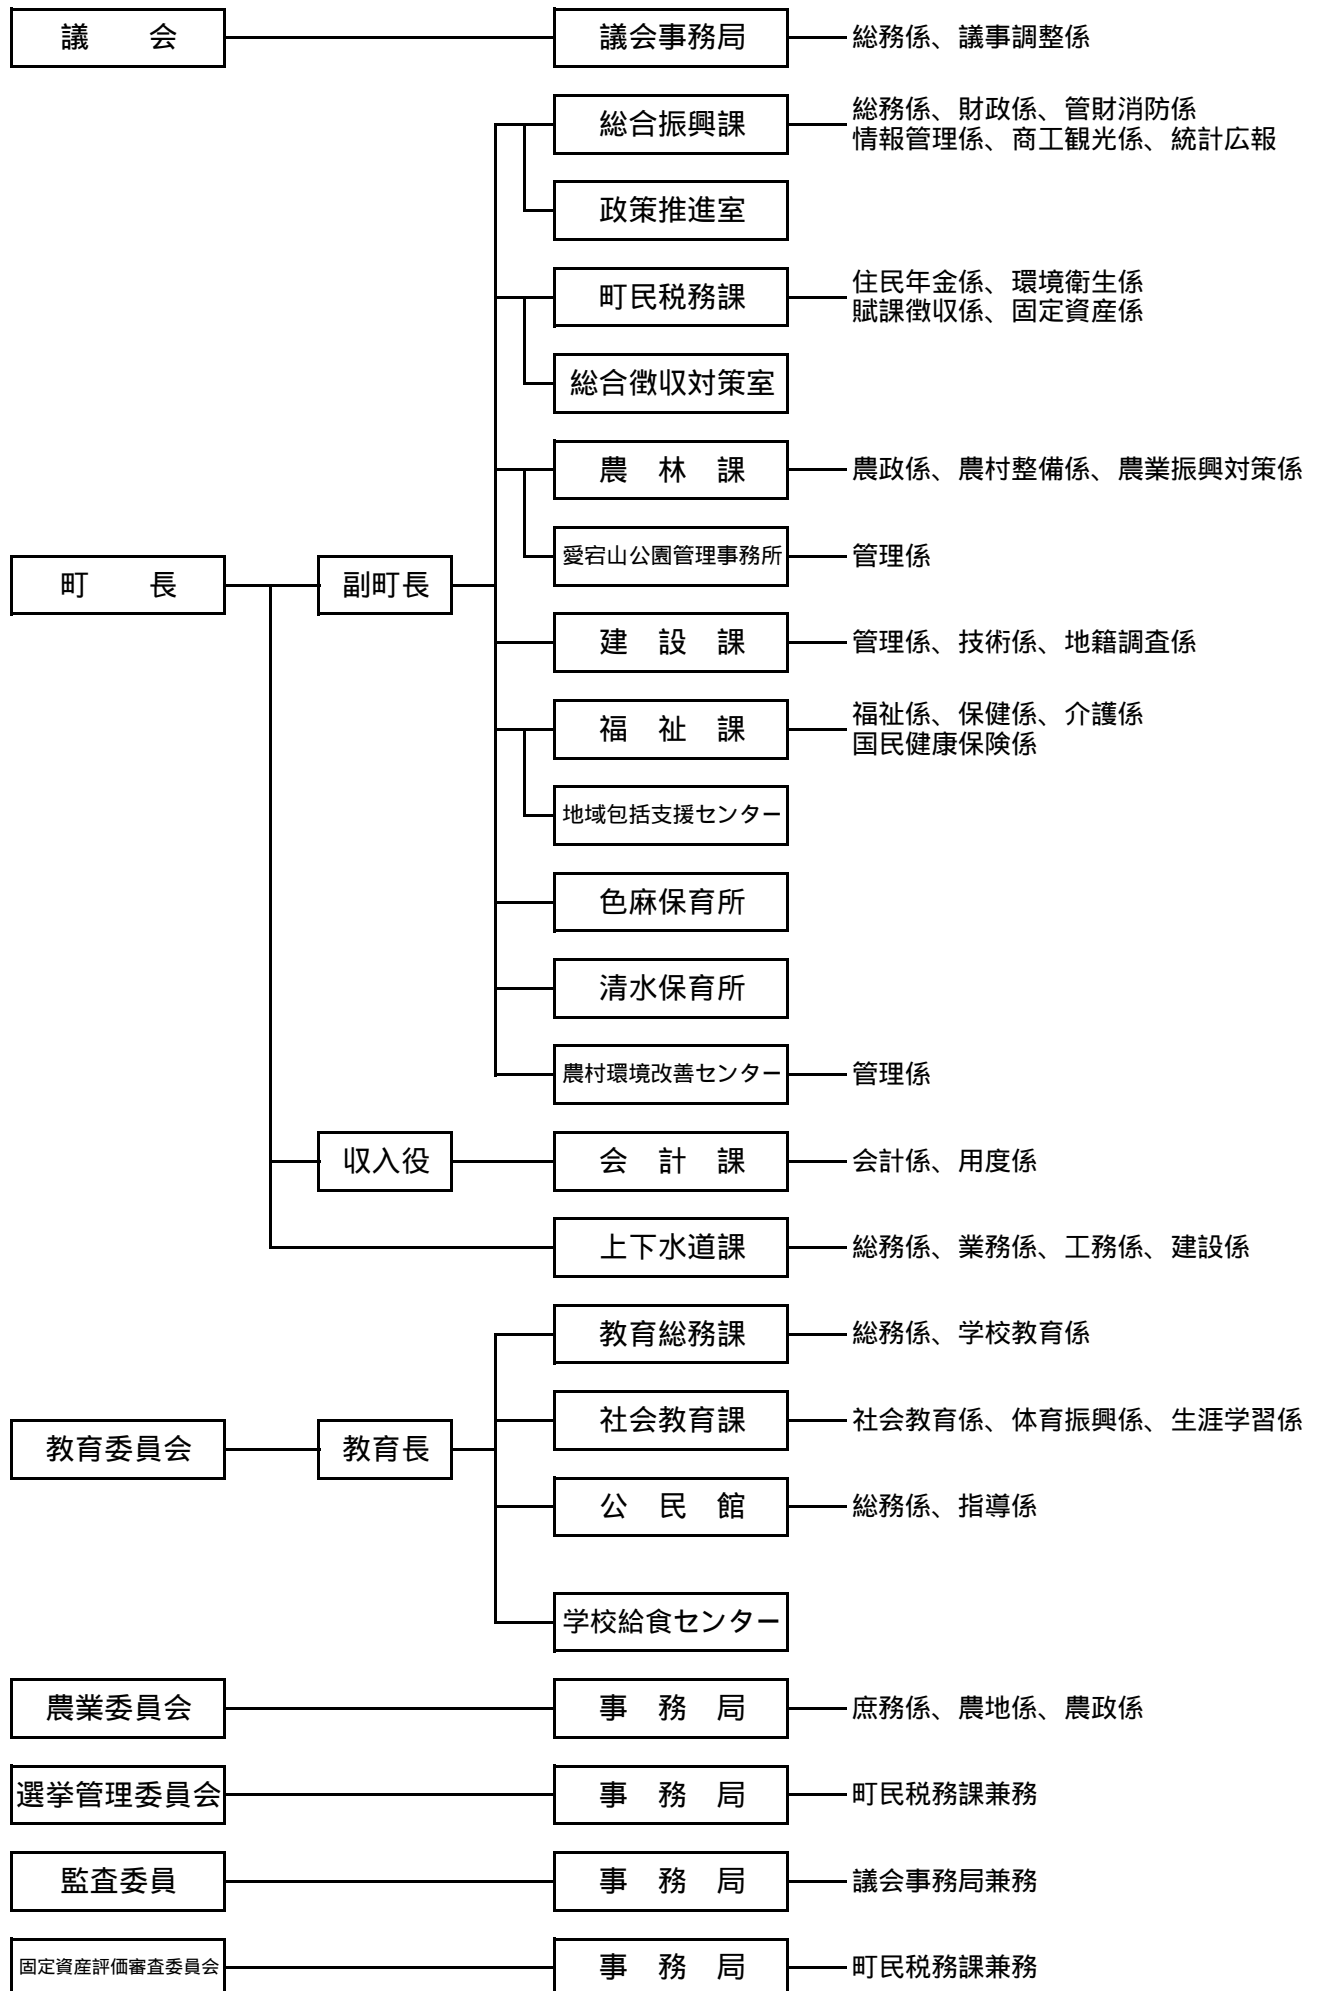 議　　会
議会事務局
総務係、議事調整係
総合振興課
総務係、財政係、管財消防係
情報管理係、商工観光係、統計広報
政策推進室
町民税務課
住民年金係、環境衛生係
賦課徴収係、固定資産係
総合徴収対策室
農　林　課
農政係、農村整備係、農業振興対策係
愛宕山公園管理事務所
管理係
町　　長
副町長
建　設　課
管理係、技術係、地籍調査係
福　祉　課
福祉係、保健係、介護係
国民健康保険係
地域包括支援センター
色麻保育所
清水保育所
農村環境改善センター
管理係
収入役
会　計　課
会計係、用度係
上下水道課
総務係、業務係、工務係、建設係
教育総務課
総務係、学校教育係
社会教育課
社会教育係、体育振興係、生涯学習係
教育委員会
教育長
公　民　館
総務係、指導係
学校給食センター
農業委員会
事　務　局
庶務係、農地係、農政係
選挙管理委員会
事　務　局
町民税務課兼務
監査委員
事　務　局
議会事務局兼務
固定資産評価審査委員会
事　務　局
町民税務課兼務